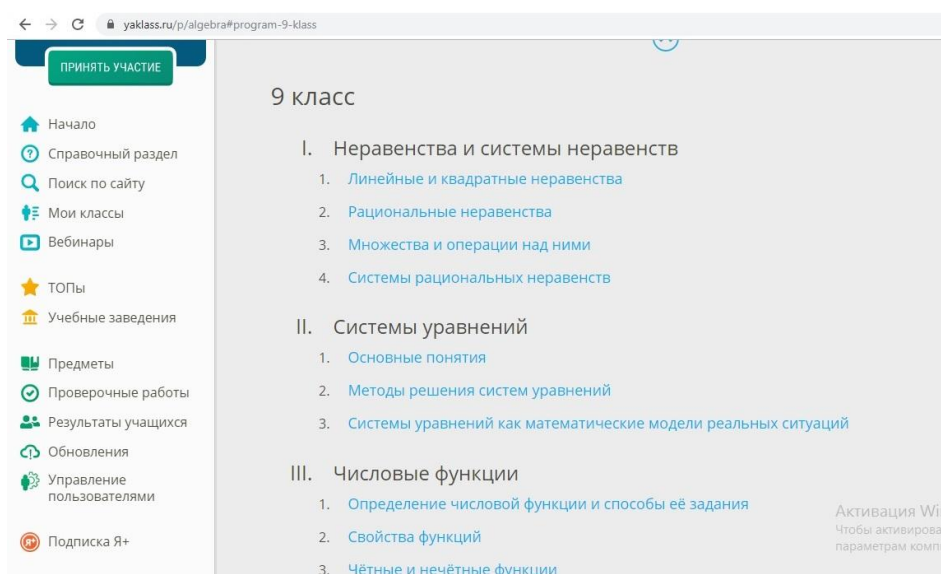 yaklass.ru/p/algebra#program-9-klass
ПРИНЯТЬ УЧАСТИЕ
Начало
Справочный раздел
Поиск по сайту
Мои классы
Вебинары
ТОПы
Учебные заведения
Предметы
Проверочные работы
Результаты учащихся
Обновления
Управление
пользователями
Подписка Я+
9 класс
I. Неравенства и системы неравенств
1. Линейные и квадратные неравенства
2. Рациональные неравенства
3. Множества и операции над ними
4. Системы рациональных неравенств
II. Системы уравнений
1. Основные понятия
2. Методы решения систем уравнений
3. Системы уравнений как математические модели реальных ситуаций
III. Числовые функции
1. Определение числовой функции и способы её задания
2. Свойства функций
3. Чётные и нечётные функции
Активация Wi
Чтобы активирова
параметрам комп